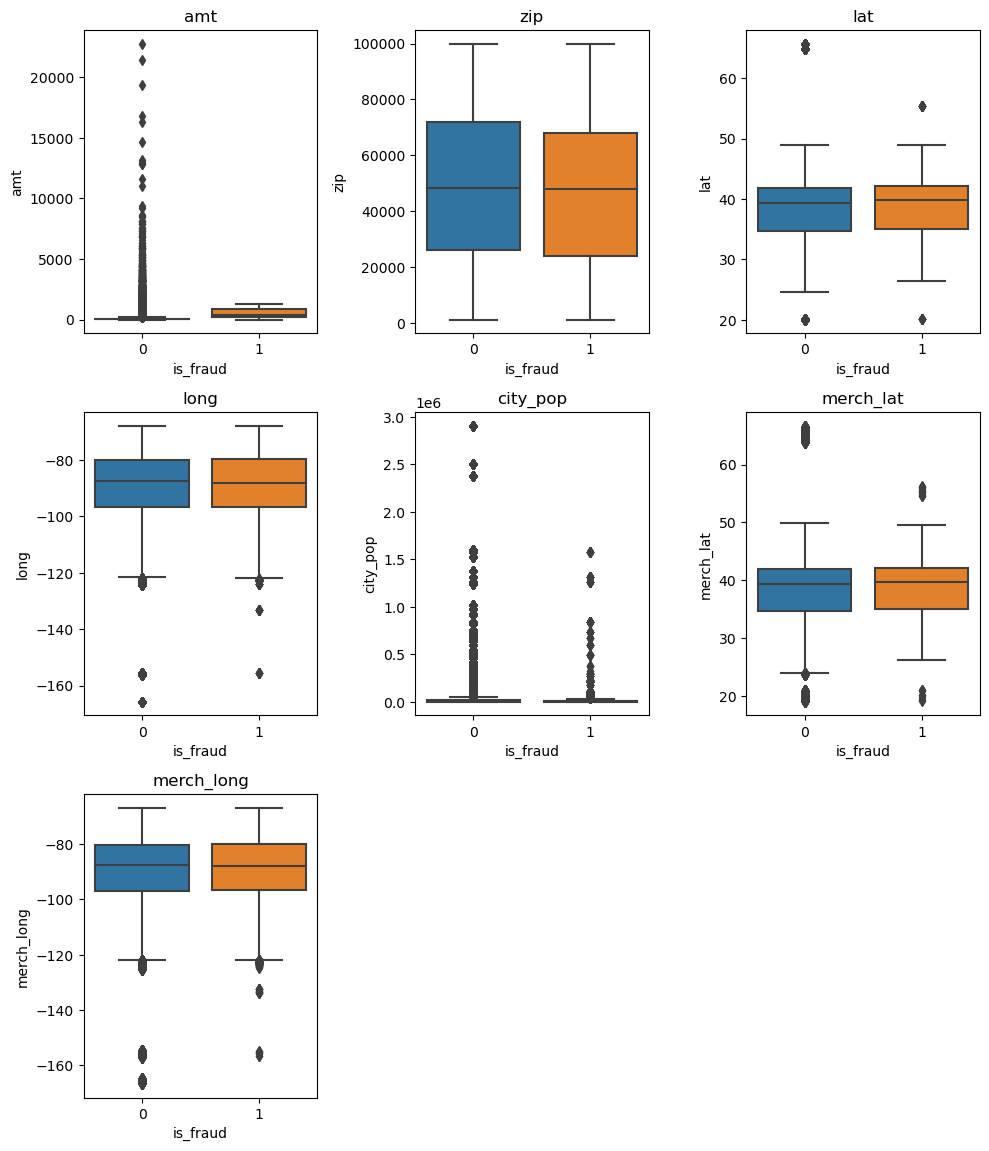 amt
zip
lat
20000
15000
10000
5000
0
amt
0
1
is_fraud
100000
80000
60000
40000
20000
0
zip
0
1
is_fraud
60
50
40
30
20
lat
0
1
is_fraud
long
city_pop
merch_lat
−80
−100
−120
−140
−160
long
0
1
is_fraud
1e6
3.0
2.5
2.0
1.5
1.0
0.5
0.0
city_pop
0
1
is_fraud
60
50
40
30
20
merch_lat
0
1
is_fraud
merch_long
−80
−100
−120
−140
−160
merch_long
0
1
is_fraud